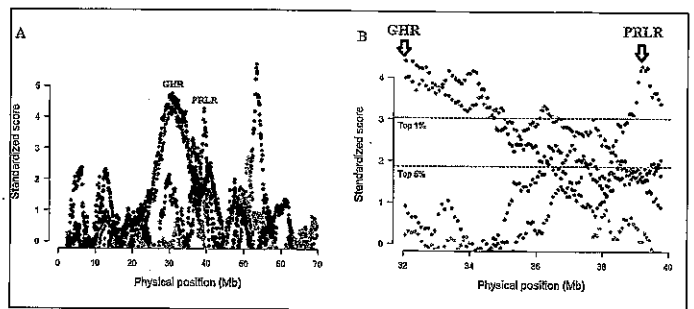 A
GHR
PRLR
Standardized score
5
4
3
2
1
0
0 10 20 30 40 50 60 70
Physical position (Mb)
B
GHR
PRLR
Standardized score
4
3
2
1
0
Top 1%
Top 5%
32 34 36 38 40
Physical position (Mb)